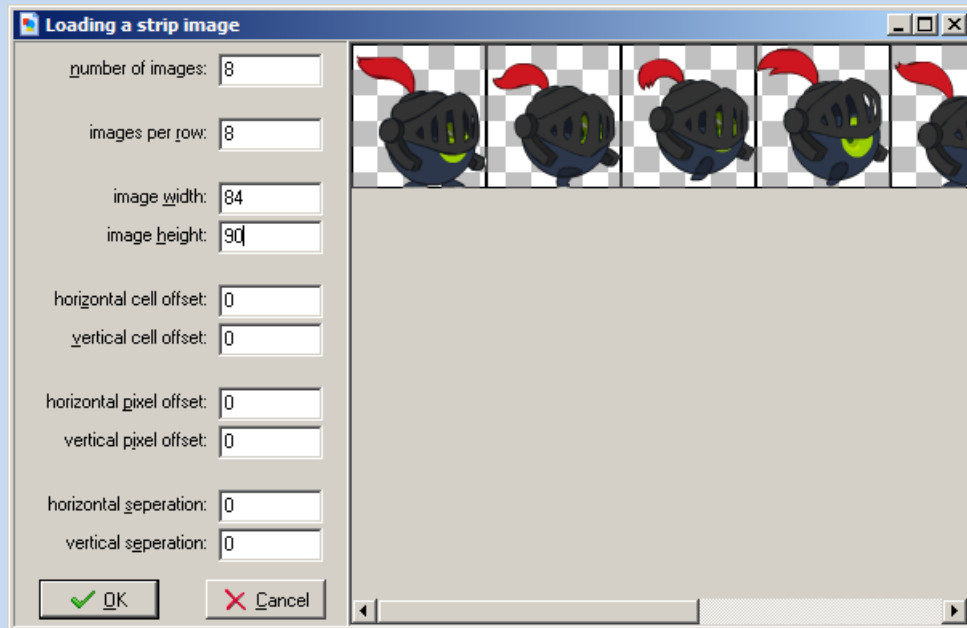 Loading a strip image
number of images: 8
images per row: 8
image width: 84
image height: 90
horizontal cell offset: 0
vertical cell offset: 0
horizontal pixel offset: 0
vertical pixel offset: 0
horizontal seperation: 0
vertical seperation: 0
OK Cancel